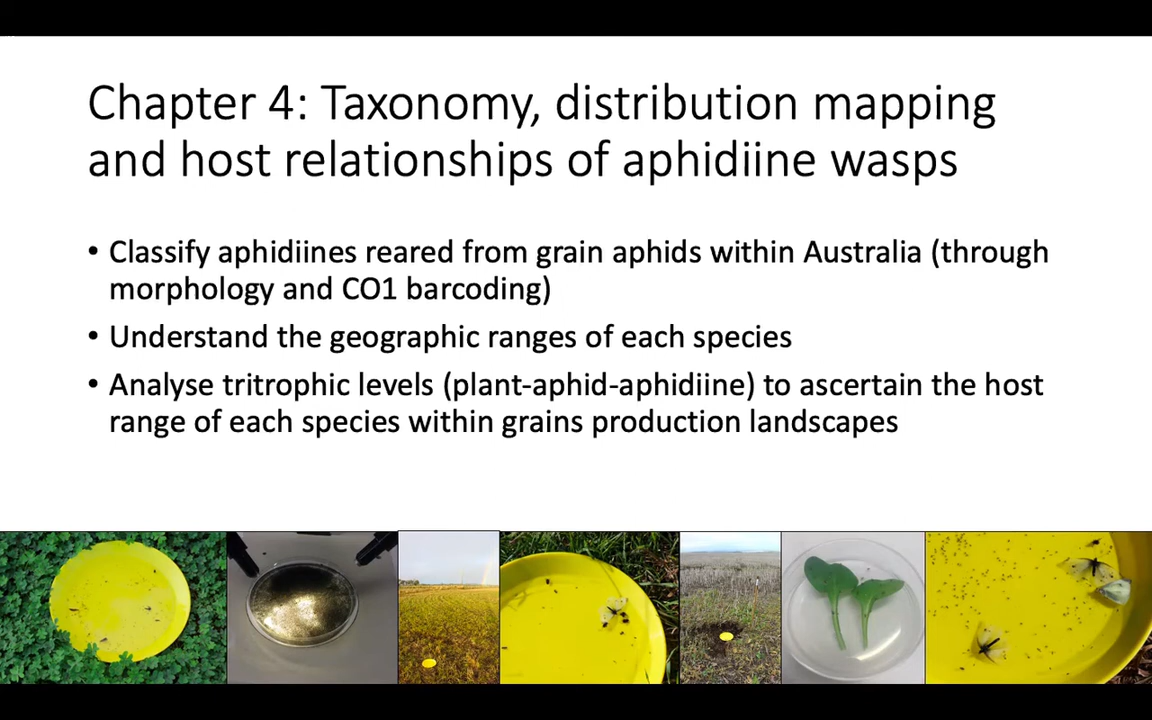 Chapter 4: Taxonomy, distribution mapping
and host relationships of aphidiine wasps
• Classify aphidiines reared from grain aphids within Australia (through
morphology and CO1 barcoding)
• Understand the geographic ranges of each species
• Analyse tritrophic levels (plant-aphid-aphidiine) to ascertain the host
range of each species within grains production landscapes